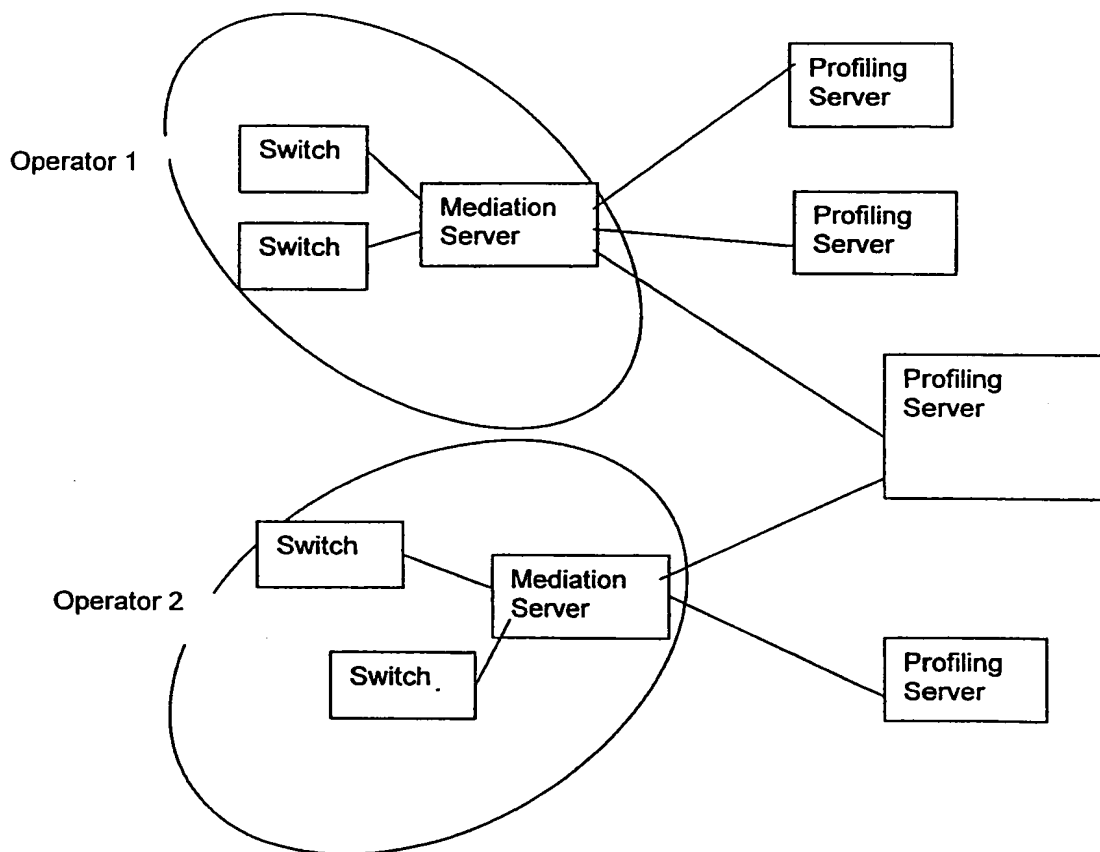 Profiling
Server
Operator 1
Switch
Mediation
Server
Profiling
Server
Switch
Profiling
Server
Switch
Mediation
Server
Operator 2
Switch
Profiling
Server